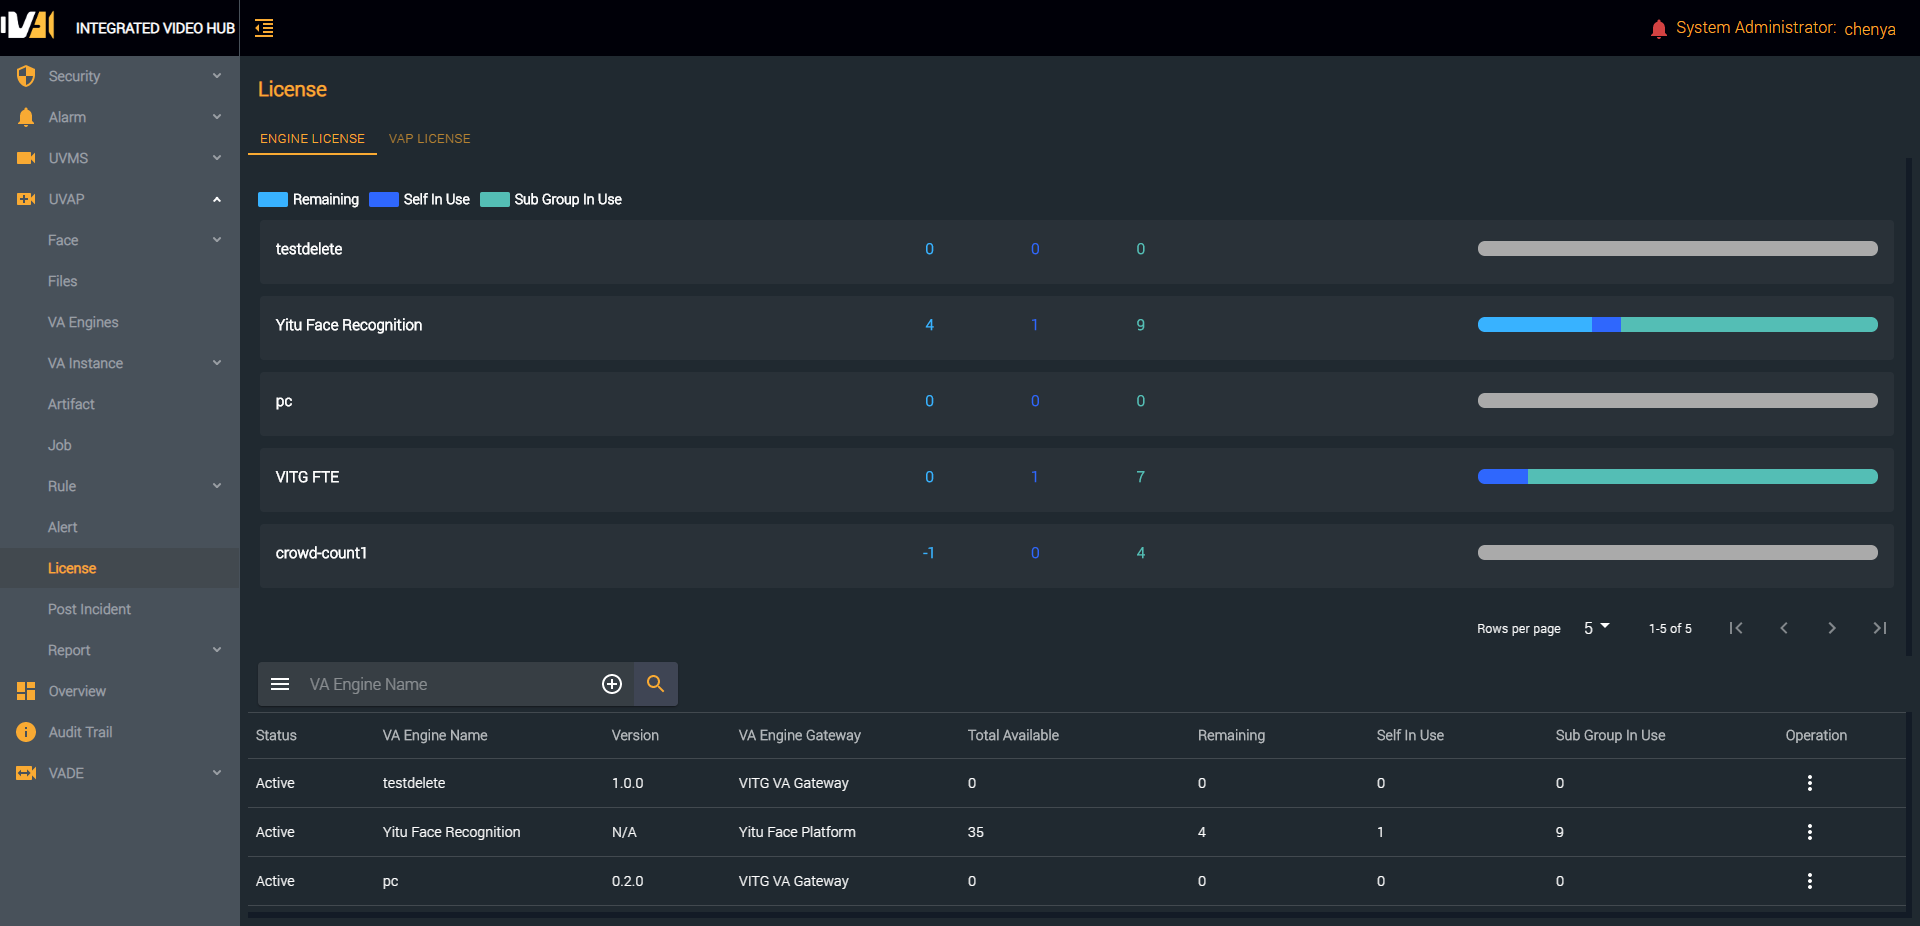 iVAI INTEGRATED VIDEO HUB
System Administrator: chenya
Security
Alarm
UVMS
UVAP
Face
Files
VA Engines
VA Instance
Artifact
Job
Rule
Alert
License
Post Incident
Report
Overview
Audit Trail
VADE
License
ENGINE LICENSE VAP LICENSE
Remaining Self In Use Sub Group In Use
testdelete 0 0 0
Yitu Face Recognition 4 1 9
pc 0 0 0
VITG FTE 0 1 7
crowd-count1 -1 0 4
Rows per page 5 1-5 of 5
VA Engine Name
Status VA Engine Name Version VA Engine Gateway Total Available Remaining Self In Use Sub Group In Use Operation
Active testdelete 1.0.0 VITG VA Gateway 0 0 0 0
Active Yitu Face Recognition N/A Yitu Face Platform 35 4 1 9
Active pc 0.2.0 VITG VA Gateway 0 0 0 0